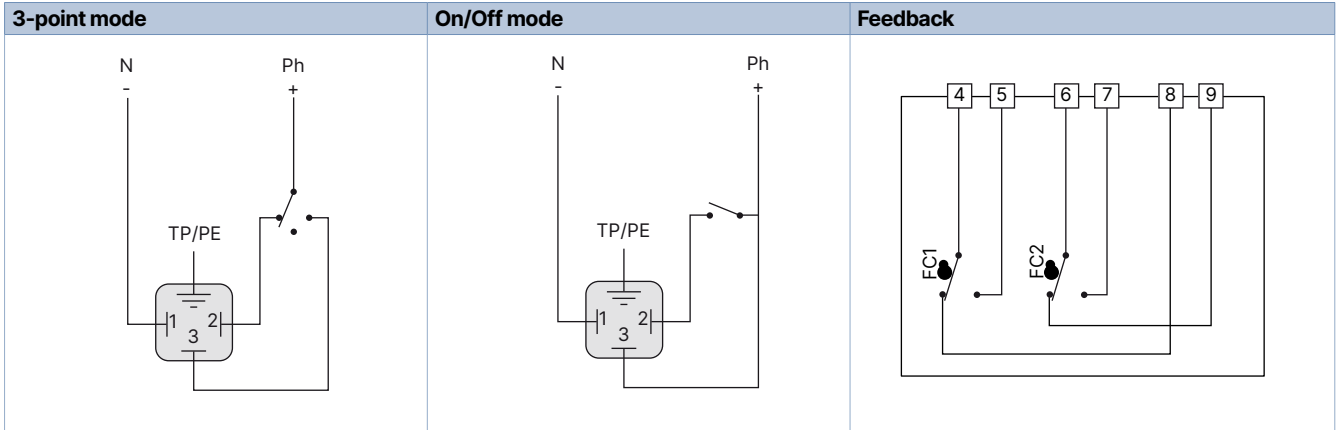 3-point mode
N
Ph
-
+
TP/PE
1
2
3
On/Off mode
N
Ph
-
+
TP/PE
1
2
3
Feedback
4 5 6 7 8 9
FC1
FC2